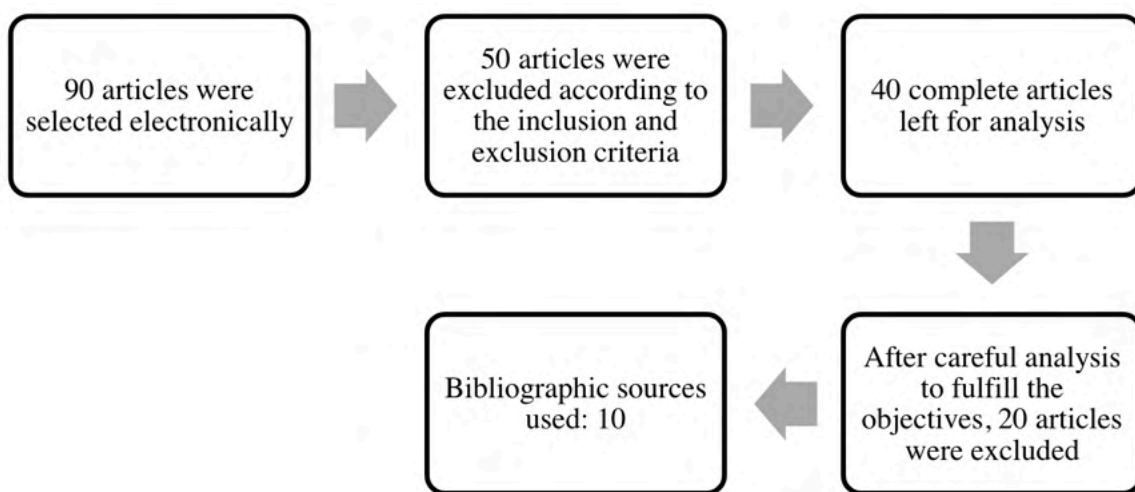 90 articles were
selected electronically
50 articles were
excluded according to
the inclusion and
exclusion criteria
40 complete articles
left for analysis
After careful analysis
to fulfill the
objectives, 20 articles
were excluded
Bibliographic sources
used: 10